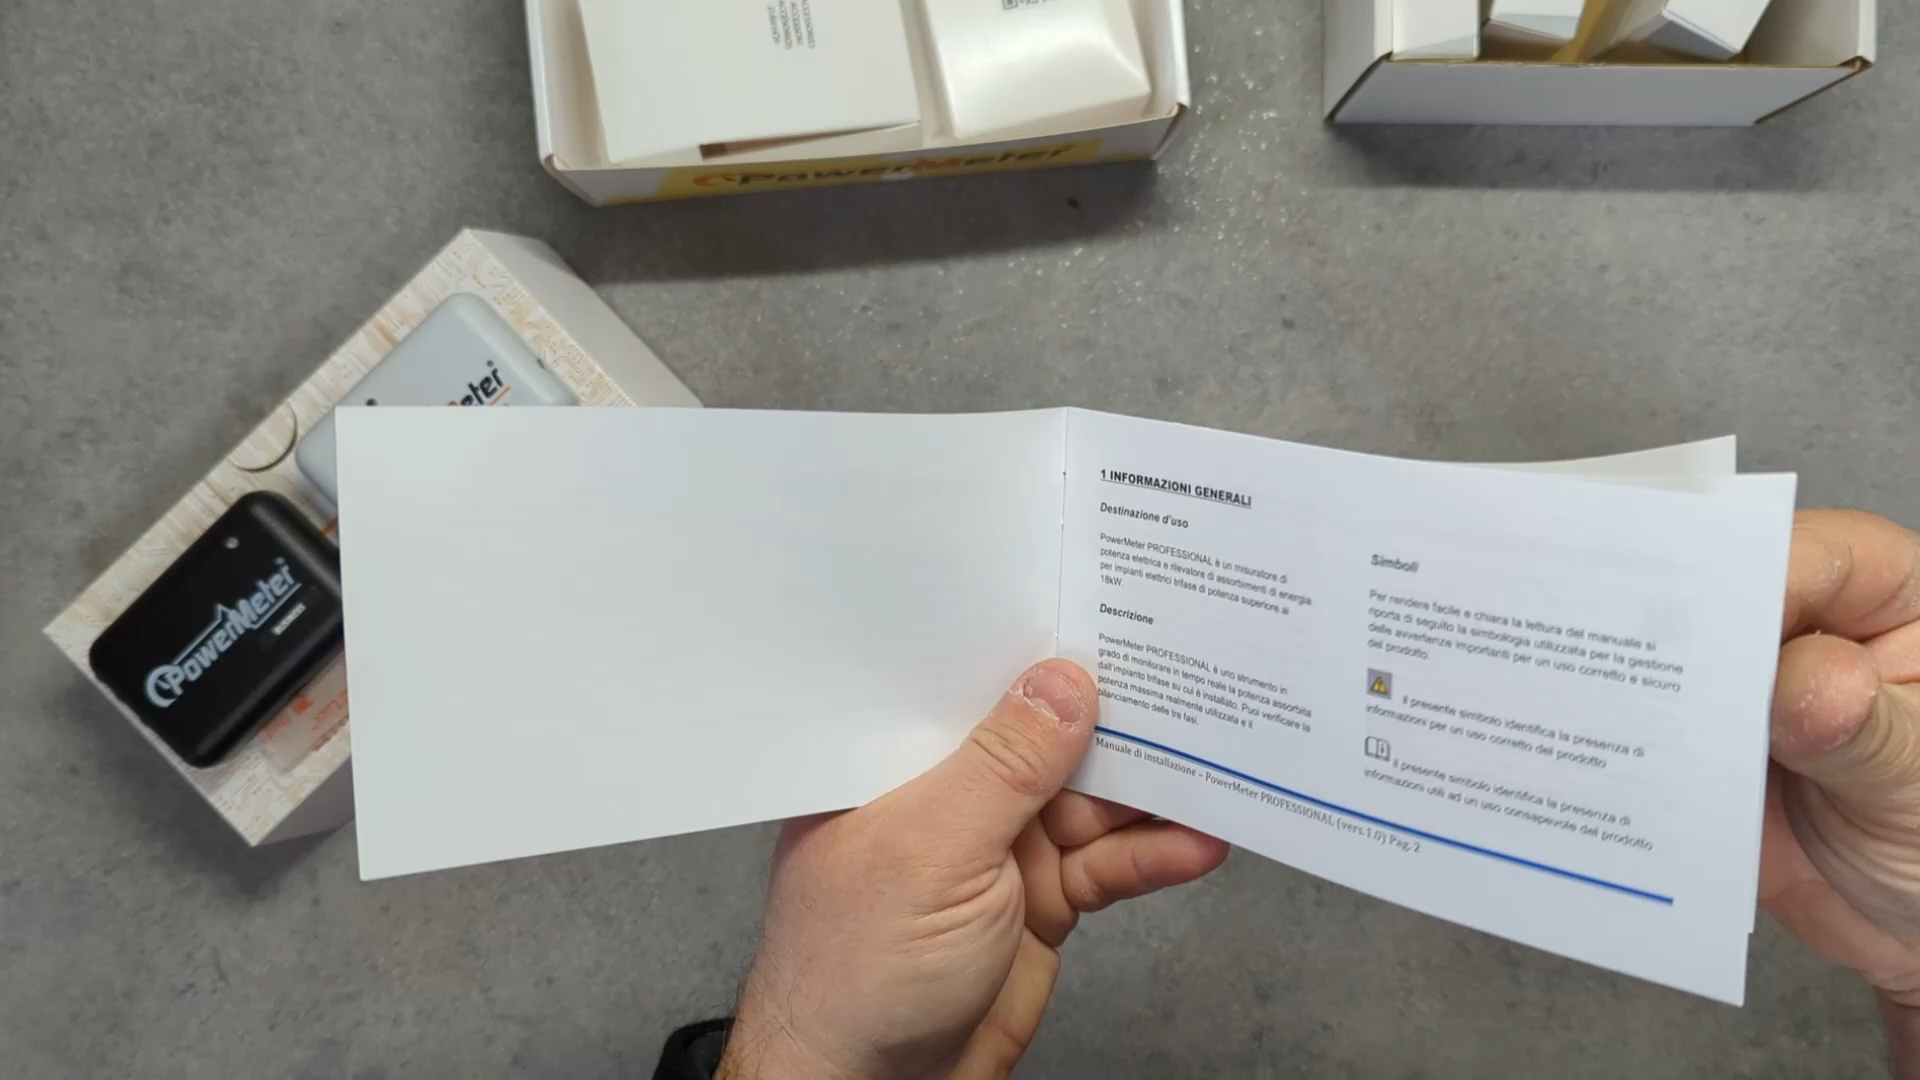 PowerMeter
eter
PowerMeter
BUSINESS
1 INFORMAZIONI GENERALI
Destinazione d'uso
PowerMeter PROFESSIONAL è un misuratore di
potenza elettrica e rilevatore di assorbimenti di energia
per impianti elettrici trifase di potenza superiore ai
18kW.
Descrizione
PowerMeter PROFESSIONAL è uno strumento in
grado di monitorare in tempo reale la potenza assorbita
dall'impianto trifase su cui è installato. Puoi verificare la
potenza massima realmente utilizzata e il
bilanciamento delle tre fasi.
Simboli
Per rendere facile e chiara la lettura del manuale si
riporta di seguito la simbologia utilizzata per la gestione
delle avvertenze importanti per un uso corretto e sicuro
del prodotto.
il presente simbolo identifica la presenza di
informazioni per un uso corretto del prodotto
il presente simbolo identifica la presenza di
informazioni utili ad un uso consapevole del prodotto
Manuale di installazione – PowerMeter PROFESSIONAL (vers.1.0) Pag. 2